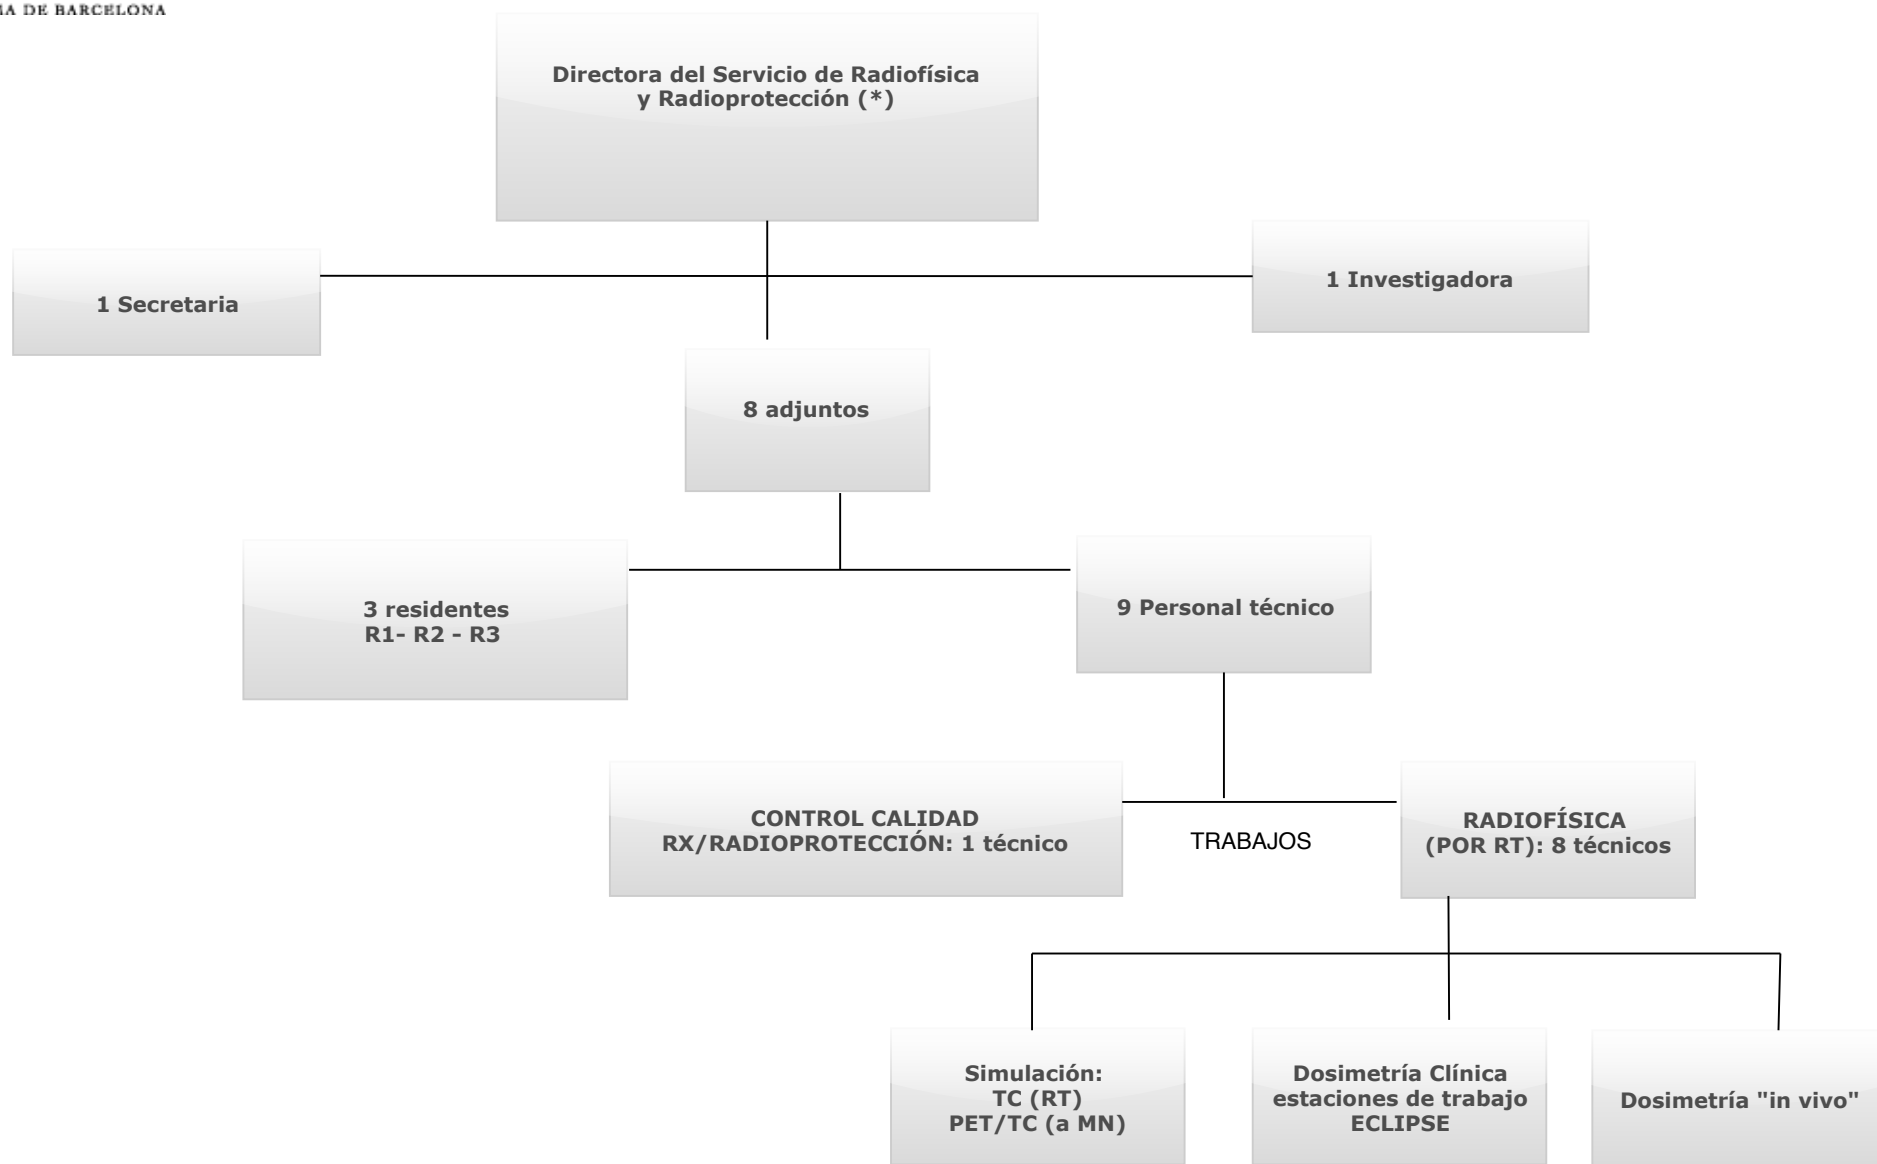 DE BARCELONA
Directora del Servicio de Radiofísica
y Radioprotección (*)
1 Secretaria
1 Investigadora
8 adjuntos
3 residentes
R1- R2 - R3
9 Personal técnico
CONTROL CALIDAD
RX/RADIOPROTECCIÓN: 1 técnico
TRABAJOS
RADIOFÍSICA
(POR RT): 8 técnicos
Simulación:
TC (RT)
PET/TC (a MN)
Dosimetría Clínica
estaciones de trabajo
ECLIPSE
Dosimetría "in vivo"